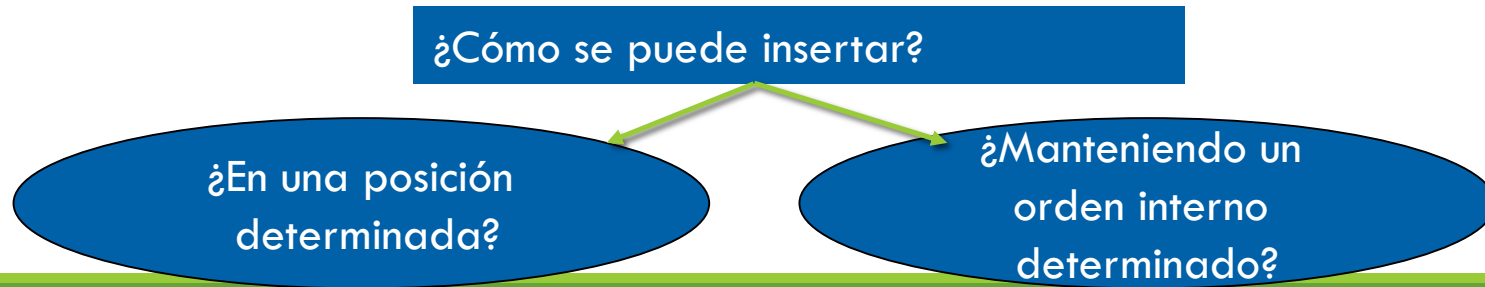 ¿Cómo se puede insertar?
¿En una posición
determinada?
¿Manteniendo un
orden interno
determinado?